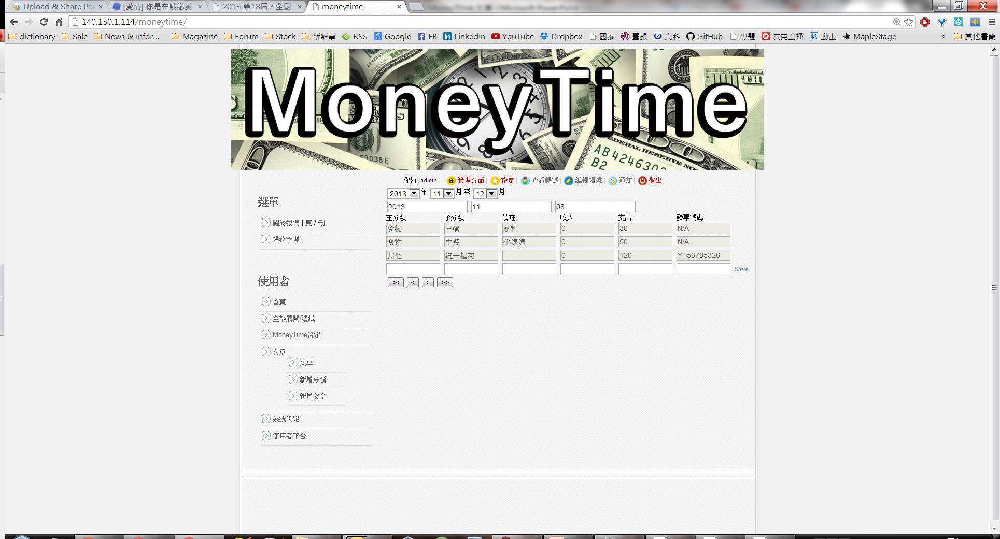 Upload & Share Po
[愛情] 你是在談戀愛
2013 第18屆大全國
moneytime
140.130.1.114/moneytime/
dictionary Sale News & Infor... Magazine Forum Stock 新鮮事 RSS Google FB LinkedIn YouTube Dropbox 國泰 臺銀 虎科 GitHub 專題 皮克直播 動畫 MapleStage » 其他書籤
MoneyTime
你好, admin 管理介面 | 設定 | 查看帳號 | 編輯帳號 | 通知 | 登出
2013 年 11 月 至 12 月
2013 11 08
主分類 子分類 備註 收入 支出 發票號碼
食物 早餐 永和 0 30 N/A
食物 中餐 牛媽媽 0 50 N/A
其他 統一超商 0 120 YH53795326
Save
<< < > >>
選單
關於我們 | 更 / 刪
帳務管理
使用者
首頁
全部展開/隱藏
MoneyTime設定
文章
文章
新增分類
新增文章
系統設定
使用者平台